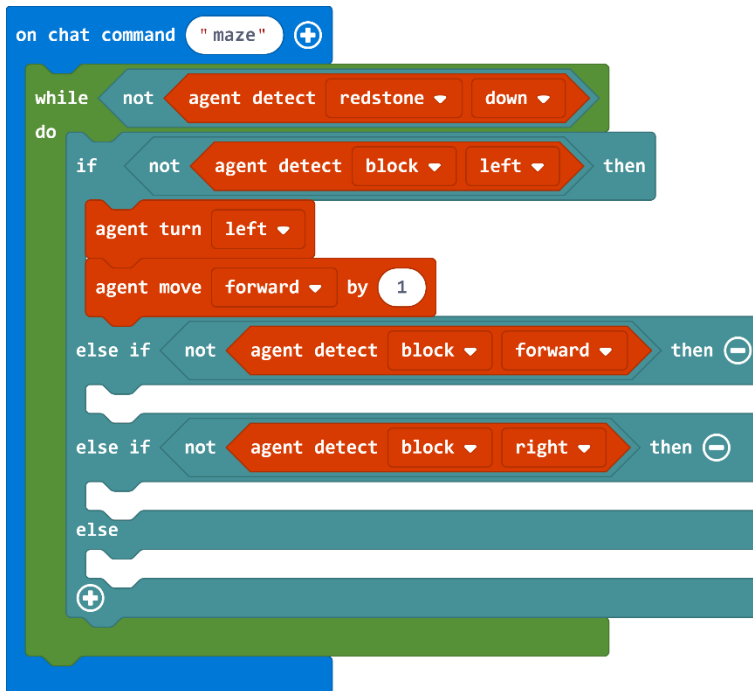 on chat command "maze"
while not agent detect redstone down
do
if not agent detect block left then
agent turn left
agent move forward by 1
else if not agent detect block forward then
else if not agent detect block right then
else